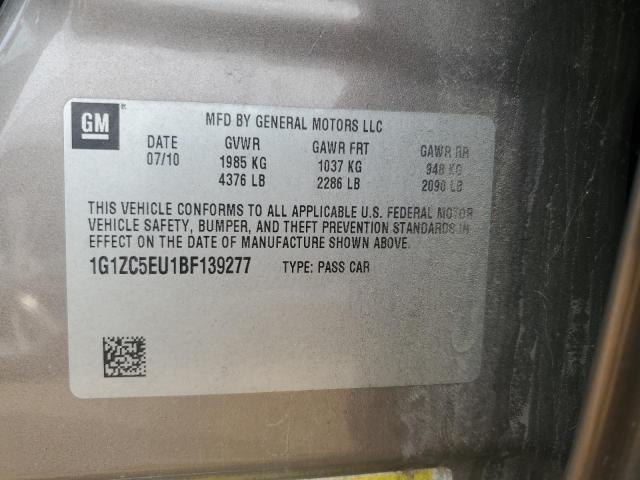 GM
MFD BY GENERAL MOTORS LLC
DATE GVWR GAWR FRT GAWR RR
07/10 1985 KG 1037 KG 948 KG
4376 LB 2286 LB 2090 LB
THIS VEHICLE CONFORMS TO ALL APPLICABLE U.S. FEDERAL MOTOR
VEHICLE SAFETY, BUMPER, AND THEFT PREVENTION STANDARDS IN
EFFECT ON THE DATE OF MANUFACTURE SHOWN ABOVE.
1G1ZC5EU1BF139277 TYPE: PASS CAR